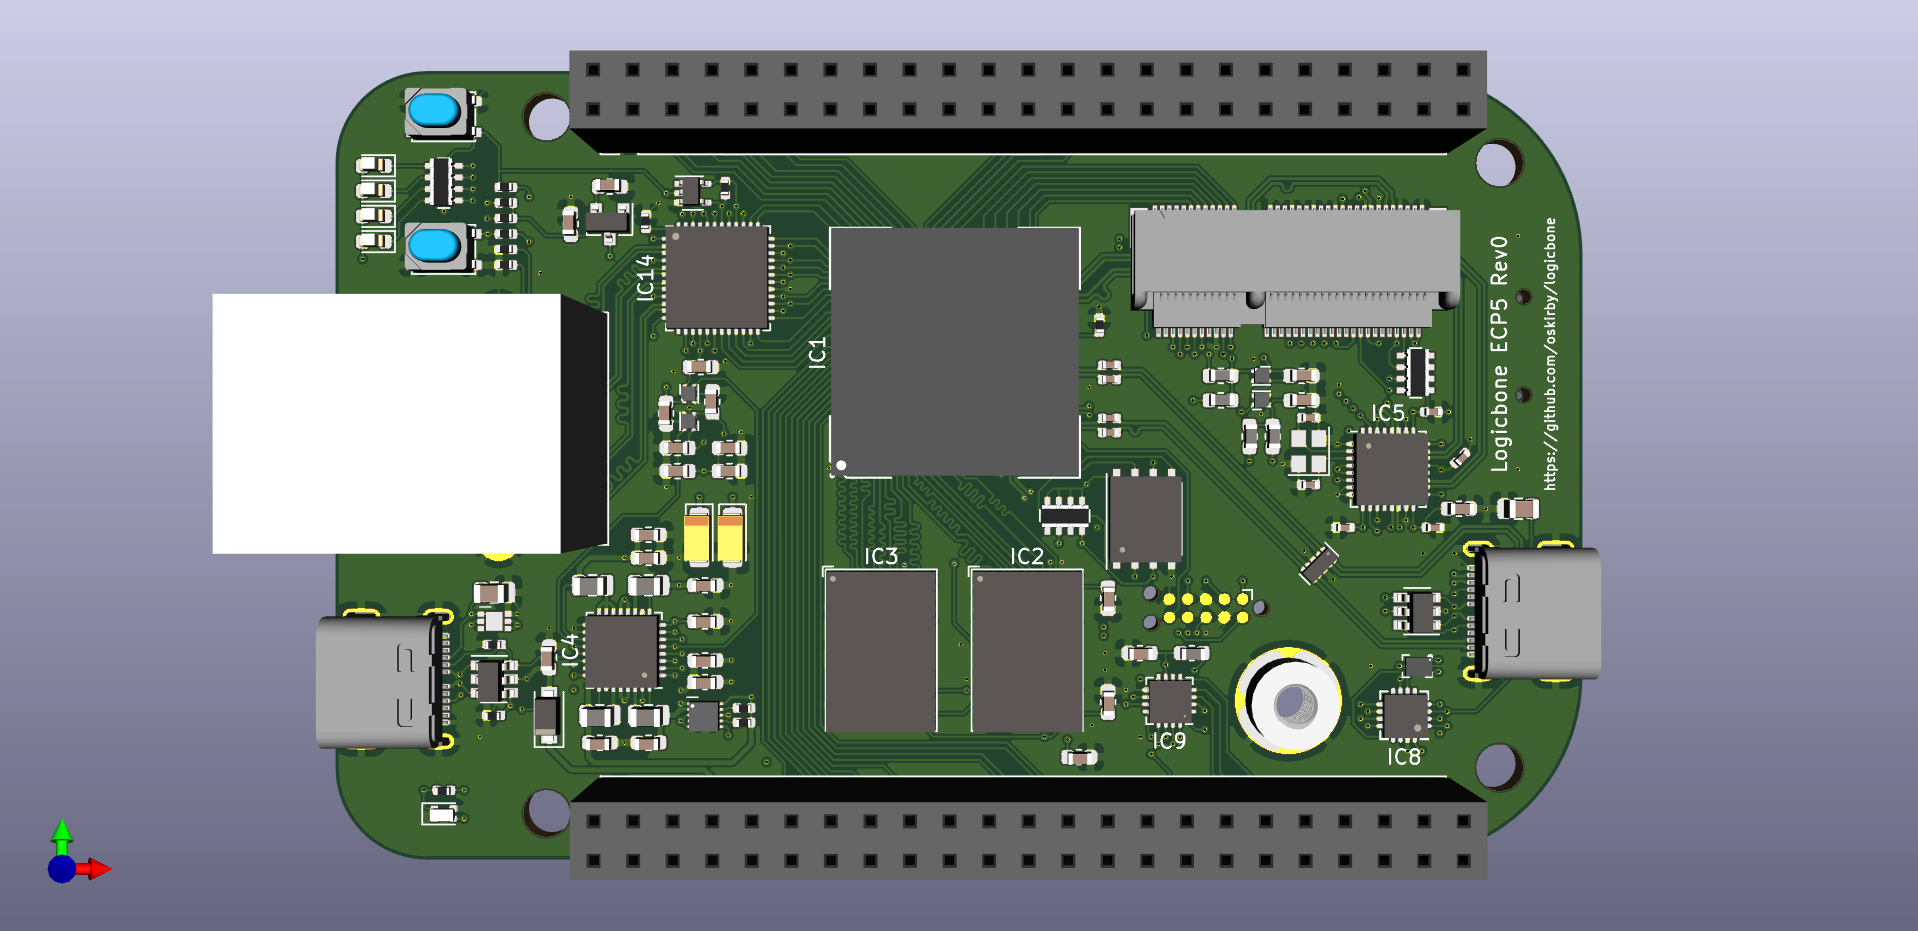 IC14
IC1
IC5
Logicbone ECP5 Rev0
https://github.com/oskirby/logicbone
IC3
IC2
IC4
IC9
IC8